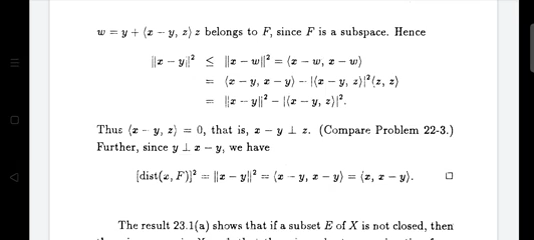 w = y + ⟨x − y, z⟩ z belongs to F, since F is a subspace. Hence
||x − y||² ≤ ||x − w||² = ⟨x − w, x − w⟩
= ⟨x − y, x − y⟩ − |⟨x − y, z⟩|²⟨z, z⟩
= ||x − y||² − |⟨x − y, z⟩|².
Thus ⟨x − y, z⟩ = 0, that is, x − y ⊥ z. (Compare Problem 22-3.)
Further, since y ⊥ x − y, we have
[dist(x, F)]² = ||x − y||² = ⟨x − y, x − y⟩ = ⟨x, x − y⟩. □
The result 23.1(a) shows that if a subset E of X is not closed, then